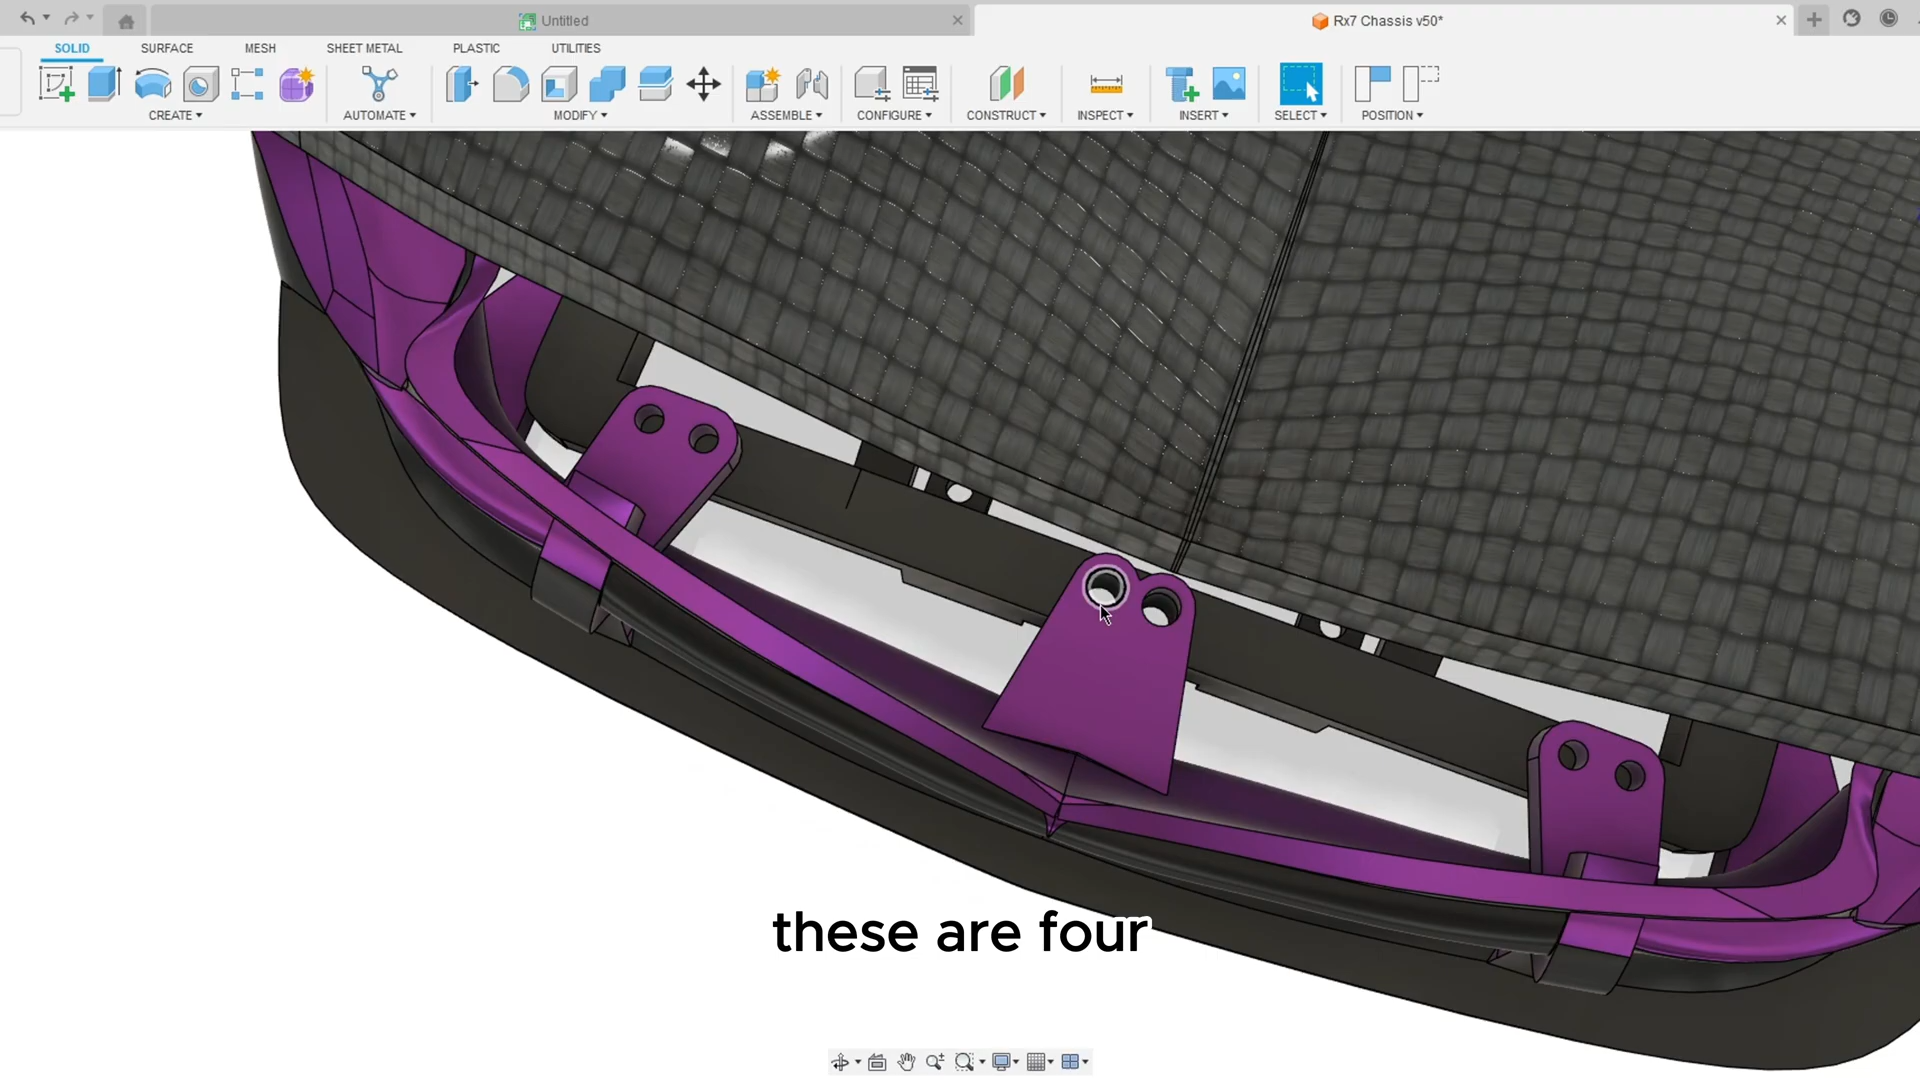 Untitled
Rx7 Chassis v50*
SOLID SURFACE MESH SHEET METAL PLASTIC UTILITIES
CREATE AUTOMATE MODIFY ASSEMBLE CONFIGURE CONSTRUCT INSPECT INSERT SELECT POSITION
these are four